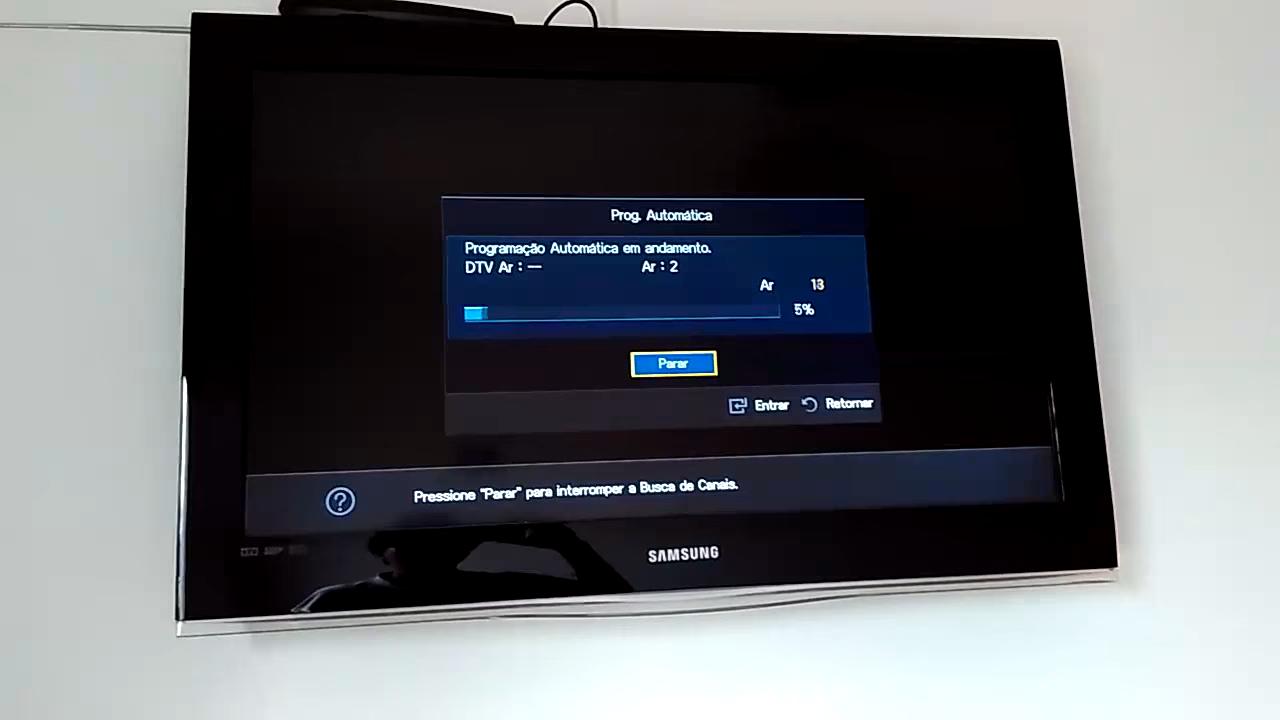 Prog. Automática
Programação Automática em andamento.
DTV Ar : — Ar : 2
Ar 13
5%
Parar
Entrar Retornar
Pressione "Parar" para interromper a Busca de Canais.
SAMSUNG